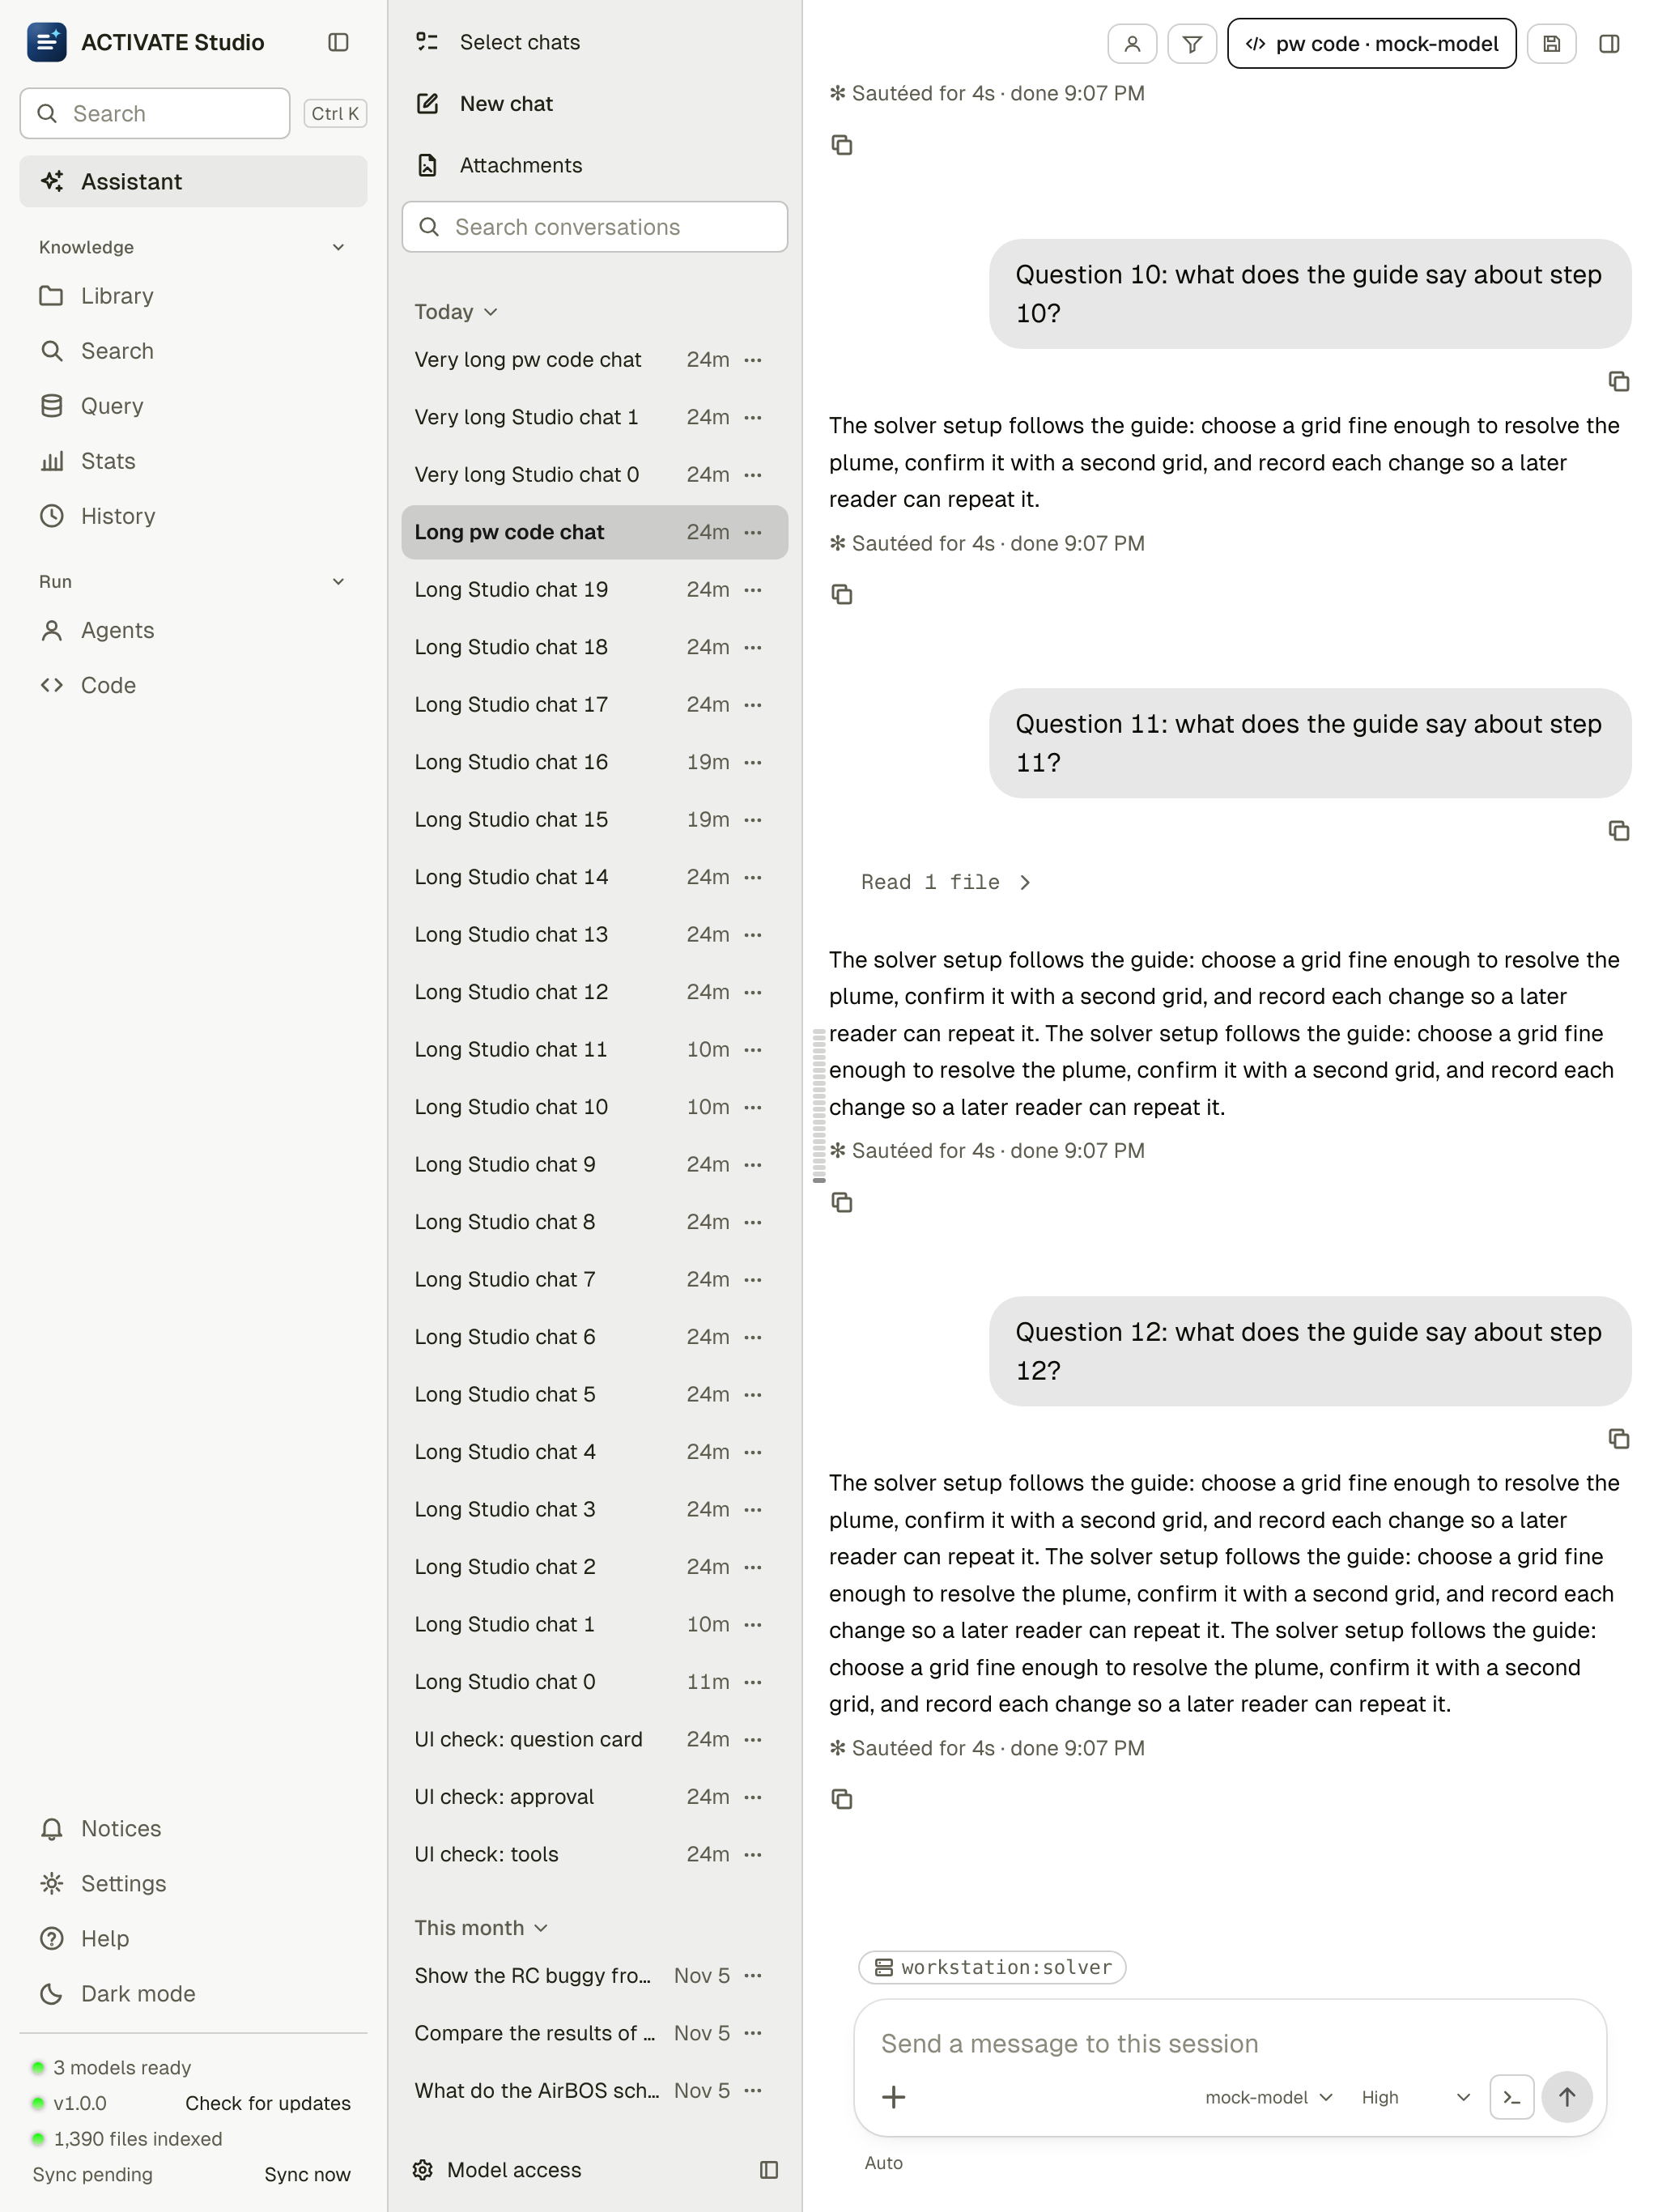 ACTIVATE Studio
Search
Ctrl K
Assistant
Knowledge
Library
Search
Query
Stats
History
Run
Agents
Code
Notices
Settings
Help
Dark mode
3 models ready
v1.0.0 Check for updates
1,390 files indexed
Sync pending Sync now
Select chats
New chat
Attachments
Search conversations
Today
Very long pw code chat 24m
Very long Studio chat 1 24m
Very long Studio chat 0 24m
Long pw code chat 24m
Long Studio chat 19 24m
Long Studio chat 18 24m
Long Studio chat 17 24m
Long Studio chat 16 19m
Long Studio chat 15 19m
Long Studio chat 14 24m
Long Studio chat 13 24m
Long Studio chat 12 24m
Long Studio chat 11 10m
Long Studio chat 10 10m
Long Studio chat 9 24m
Long Studio chat 8 24m
Long Studio chat 7 24m
Long Studio chat 6 24m
Long Studio chat 5 24m
Long Studio chat 4 24m
Long Studio chat 3 24m
Long Studio chat 2 24m
Long Studio chat 1 10m
Long Studio chat 0 11m
UI check: question card 24m
UI check: approval 24m
UI check: tools 24m
This month
Show the RC buggy fro... Nov 5
Compare the results of ... Nov 5
What do the AirBOS sch... Nov 5
Model access
pw code · mock-model
✻ Sautéed for 4s · done 9:07 PM
Question 10: what does the guide say about step
10?
The solver setup follows the guide: choose a grid fine enough to resolve the
plume, confirm it with a second grid, and record each change so a later
reader can repeat it.
✻ Sautéed for 4s · done 9:07 PM
Question 11: what does the guide say about step
11?
Read 1 file
The solver setup follows the guide: choose a grid fine enough to resolve the
plume, confirm it with a second grid, and record each change so a later
reader can repeat it. The solver setup follows the guide: choose a grid fine
enough to resolve the plume, confirm it with a second grid, and record each
change so a later reader can repeat it.
✻ Sautéed for 4s · done 9:07 PM
Question 12: what does the guide say about step
12?
The solver setup follows the guide: choose a grid fine enough to resolve the
plume, confirm it with a second grid, and record each change so a later
reader can repeat it. The solver setup follows the guide: choose a grid fine
enough to resolve the plume, confirm it with a second grid, and record each
change so a later reader can repeat it. The solver setup follows the guide:
choose a grid fine enough to resolve the plume, confirm it with a second
grid, and record each change so a later reader can repeat it.
✻ Sautéed for 4s · done 9:07 PM
workstation:solver
Send a message to this session
mock-model High
Auto